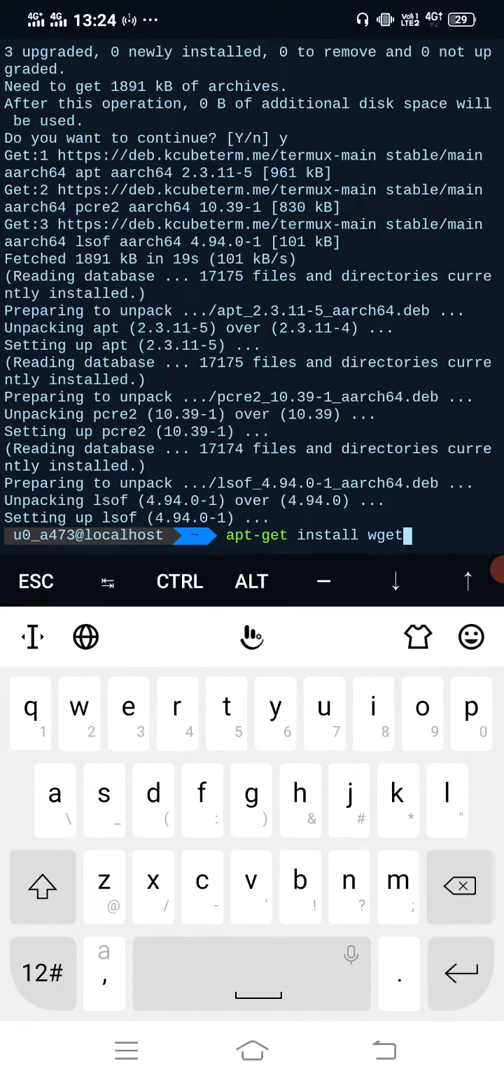 4G 4G 13:24 Volf) LTE2 4G 29
3 upgraded, 0 newly installed, 0 to remove and 0 not up
graded.
Need to get 1891 kB of archives.
After this operation, 0 B of additional disk space will
be used.
Do you want to continue? [Y/n] y
Get:1 https://deb.kcubeterm.me/termux-main stable/main
aarch64 apt aarch64 2.3.11-5 [961 kB]
Get:2 https://deb.kcubeterm.me/termux-main stable/main
aarch64 pcre2 aarch64 10.39-1 [830 kB]
Get:3 https://deb.kcubeterm.me/termux-main stable/main
aarch64 lsof aarch64 4.94.0-1 [101 kB]
Fetched 1891 kB in 19s (101 kB/s)
(Reading database ... 17175 files and directories curre
ntly installed.)
Preparing to unpack .../apt_2.3.11-5_aarch64.deb ...
Unpacking apt (2.3.11-5) over (2.3.11-4) ...
Setting up apt (2.3.11-5) ...
(Reading database ... 17175 files and directories curre
ntly installed.)
Preparing to unpack .../pcre2_10.39-1_aarch64.deb ...
Unpacking pcre2 (10.39-1) over (10.39) ...
Setting up pcre2 (10.39-1) ...
(Reading database ... 17174 files and directories curre
ntly installed.)
Preparing to unpack .../lsof_4.94.0-1_aarch64.deb ...
Unpacking lsof (4.94.0-1) over (4.94.0) ...
Setting up lsof (4.94.0-1) ...
u0_a473@localhost ~ apt-get install wget
ESC ↹ CTRL ALT — ↓ ↑
q w e r t y u i o p
1 2 3 4 5 6 7 8 9 0
a s d f g h j k l
\ _ ( : ) & # * "
z x c v b n m
@ / - ' ! ? ;
12# a , .